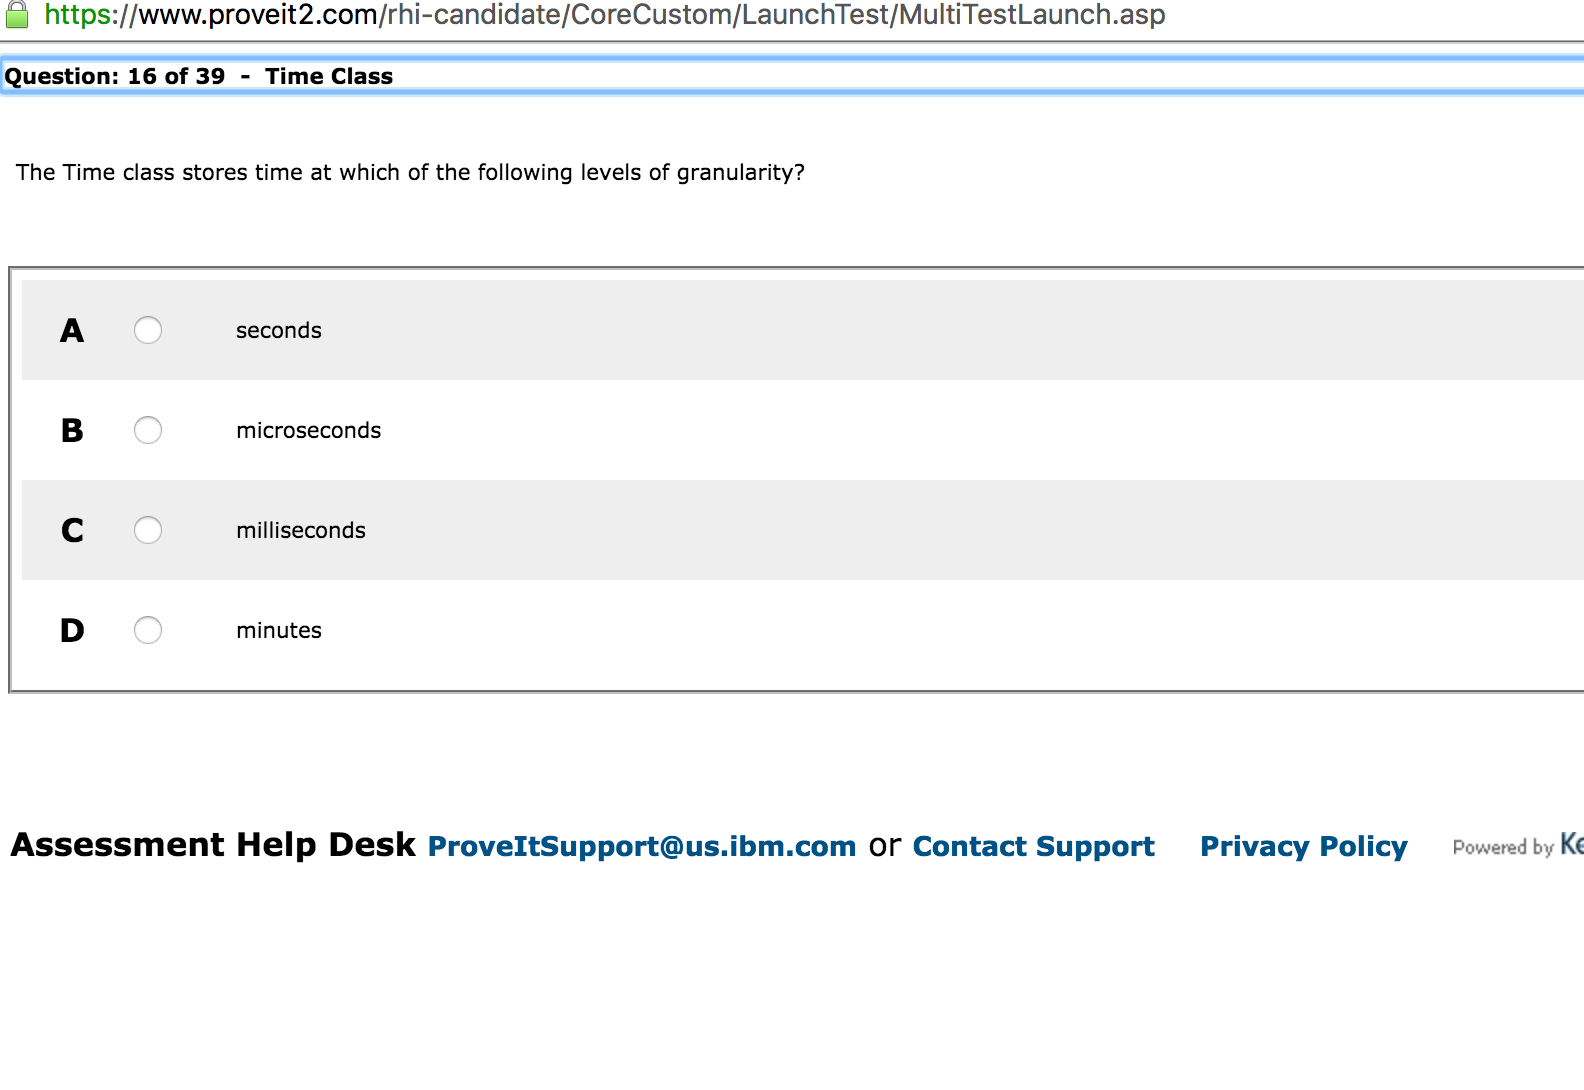 https://www.proveit2.com/rhi-candidate/CoreCustom/LaunchTest/MultiTestLaunch.asp
Question: 16 of 39 - Time Class
The Time class stores time at which of the following levels of granularity?
A seconds
B microseconds
C milliseconds
D minutes
Assessment Help Desk ProveItSupport@us.ibm.com or Contact Support Privacy Policy Powered by Ke